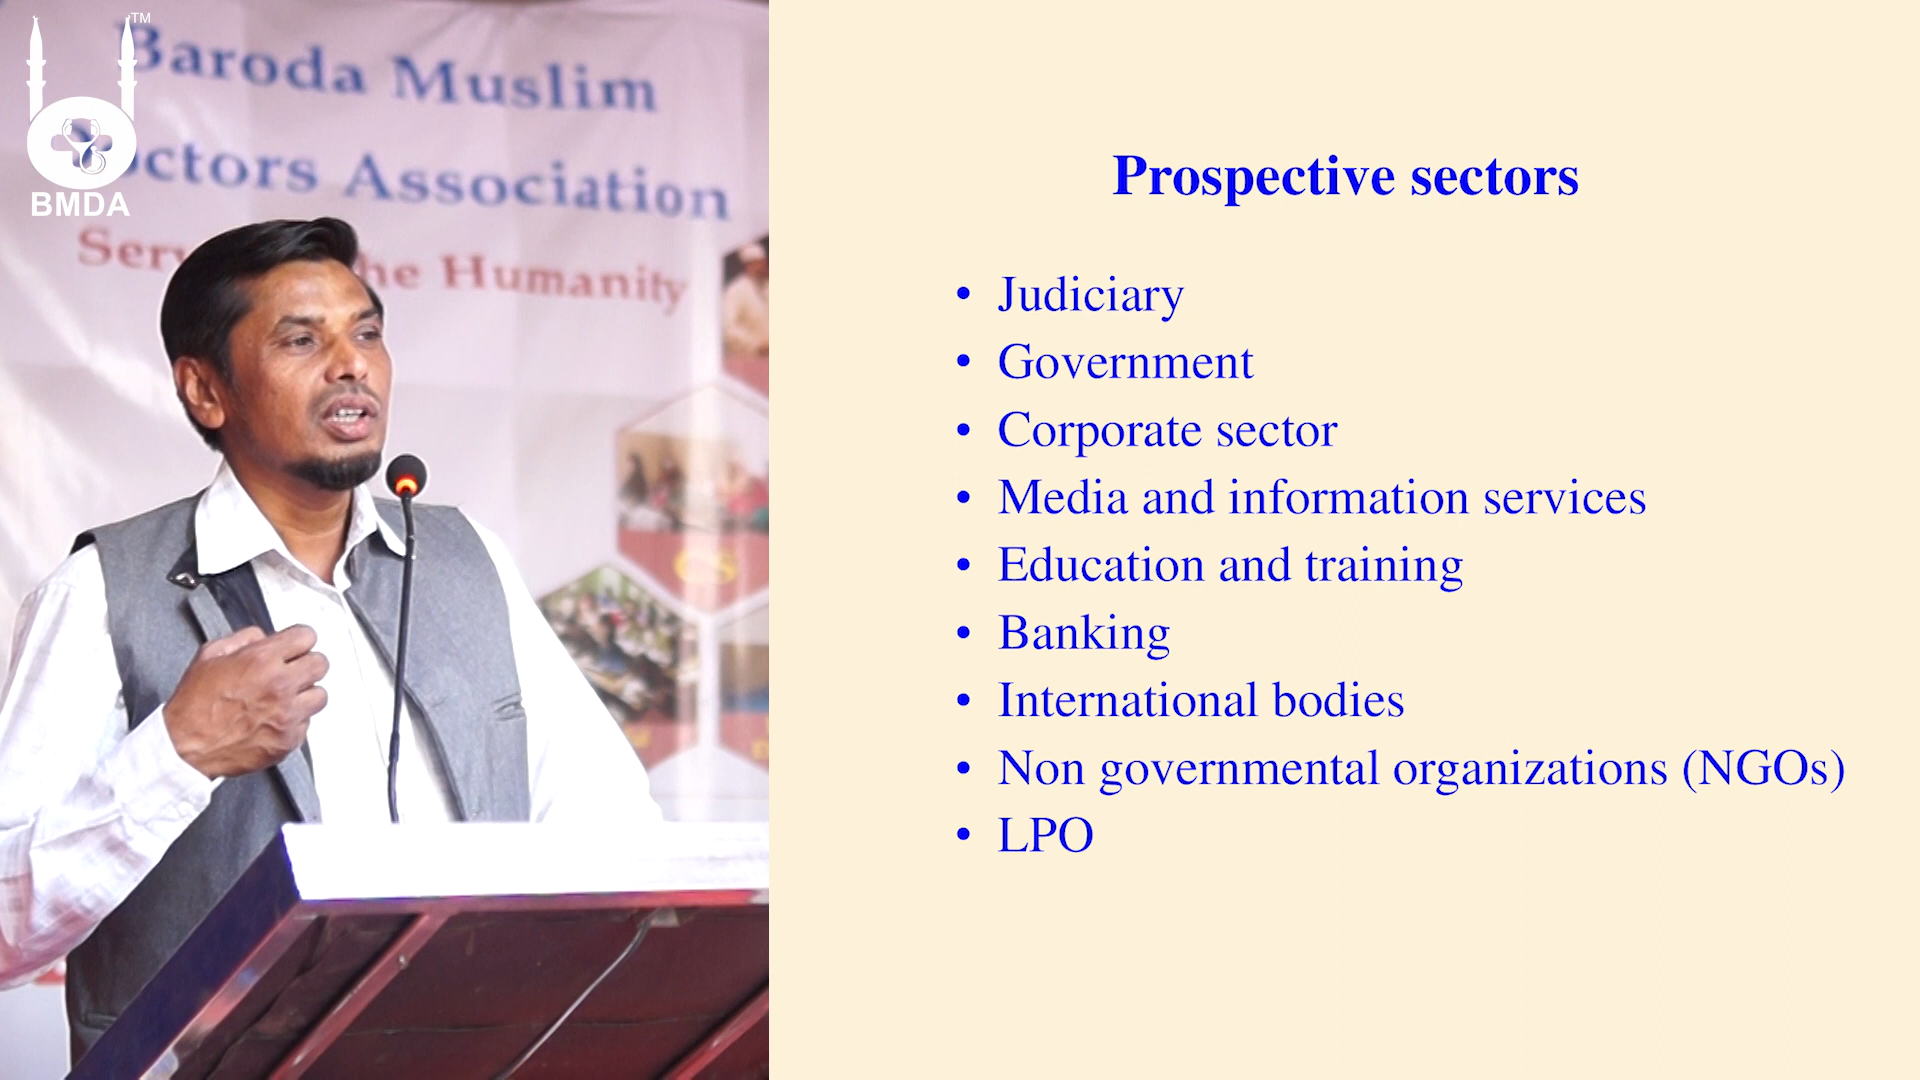 TM
BMDA
Baroda Muslim
ctors Association
he Humanity
Prospective sectors
• Judiciary
• Government
• Corporate sector
• Media and information services
• Education and training
• Banking
• International bodies
• Non governmental organizations (NGOs)
• LPO